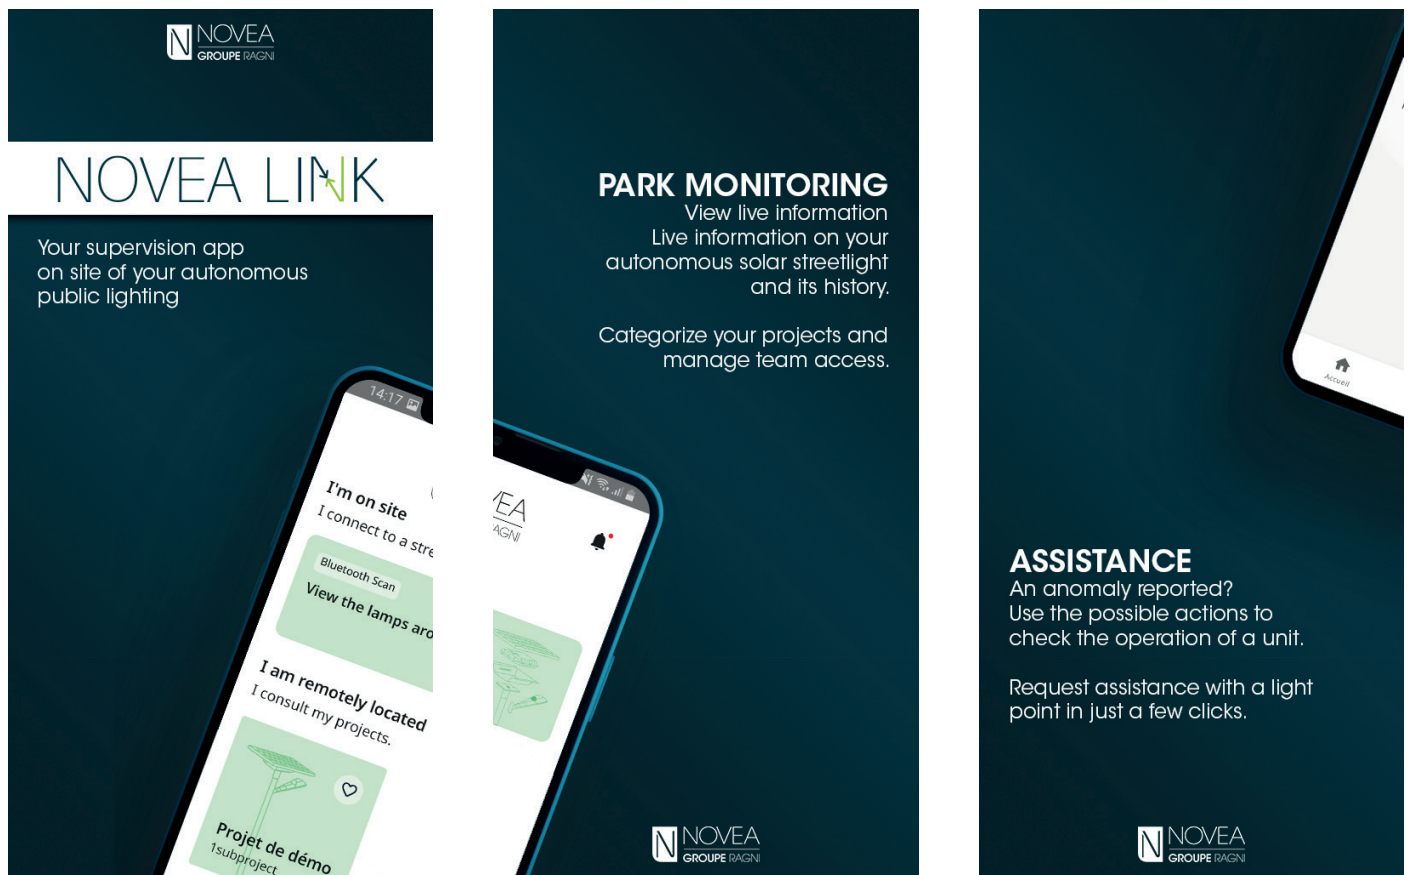 NOVEA
GROUPE RAGNI
NOVEA LINK
Your supervision app
on site of your autonomous
public lighting
14:17
I'm on site
I connect to a stre
Bluetooth Scan
View the lamps aro
I am remotely located
I consult my projects.
Projet de démo
1subproject
PARK MONITORING
View live information
Live information on your
autonomous solar streetlight
and its history.
Categorize your projects and
manage team access.
VEA
AGNI
NOVEA
GROUPE RAGNI
Accueil
ASSISTANCE
An anomaly reported?
Use the possible actions to
check the operation of a unit.
Request assistance with a light
point in just a few clicks.
NOVEA
GROUPE RAGNI